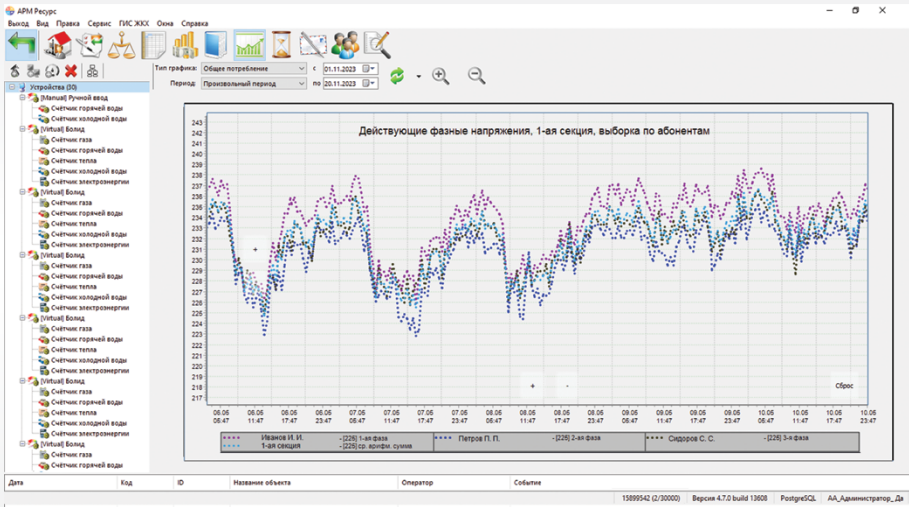 АРМ Ресурс
Выход Вид Правка Сервис ГИС ЖКХ Окна Справка
Тип графика: Общее потребление с 01.11.2023
Период: Произвольный период по 20.11.2023
Устройства (30)
[Manual] Ручной ввод
Счётчик горячей воды
Счётчик холодной воды
[Virtual] Болид
Счётчик газа
Счётчик горячей воды
Счётчик тепла
Счётчик холодной воды
Счётчик электроэнергии
[Virtual] Болид
Счётчик газа
Счётчик горячей воды
Счётчик тепла
Счётчик холодной воды
Счётчик электроэнергии
[Virtual] Болид
Счётчик газа
Счётчик горячей воды
Счётчик тепла
Счётчик холодной воды
Счётчик электроэнергии
[Virtual] Болид
Счётчик газа
Счётчик горячей воды
Счётчик тепла
Счётчик холодной воды
Счётчик электроэнергии
[Virtual] Болид
Счётчик газа
Счётчик горячей воды
Счётчик тепла
Счётчик холодной воды
Счётчик электроэнергии
[Virtual] Болид
Счётчик газа
Счётчик горячей воды
Действующие фазные напряжения, 1-ая секция, выборка по абонентам
243
242
241
240
239
238
237
236
235
234
233
232
231
230
229
228
227
226
225
224
223
222
221
220
219
218
217
+
+ - Сброс
06.05 06.05 06.05 06.05 07.05 07.05 07.05 07.05 08.05 08.05 08.05 08.05 09.05 09.05 09.05 09.05 10.05 10.05 10.05 10.05
05:47 11:47 17:47 23:47 05:47 11:47 17:47 23:47 05:47 11:47 17:47 23:47 05:47 11:47 17:47 23:47 05:47 11:47 17:47 23:47
Иванов И. И. - [225] 1-ая фаза Петров П. П. - [225] 2-ая фаза Сидоров С. С. - [225] 3-я фаза
1-ая секция - [225] ср. арифм. сумма
Дата Код ID Название объекта Оператор Событие
15899542 (2/30000) Версия 4.7.0 build 13608 PostgreSQL АА_Администратор_Де